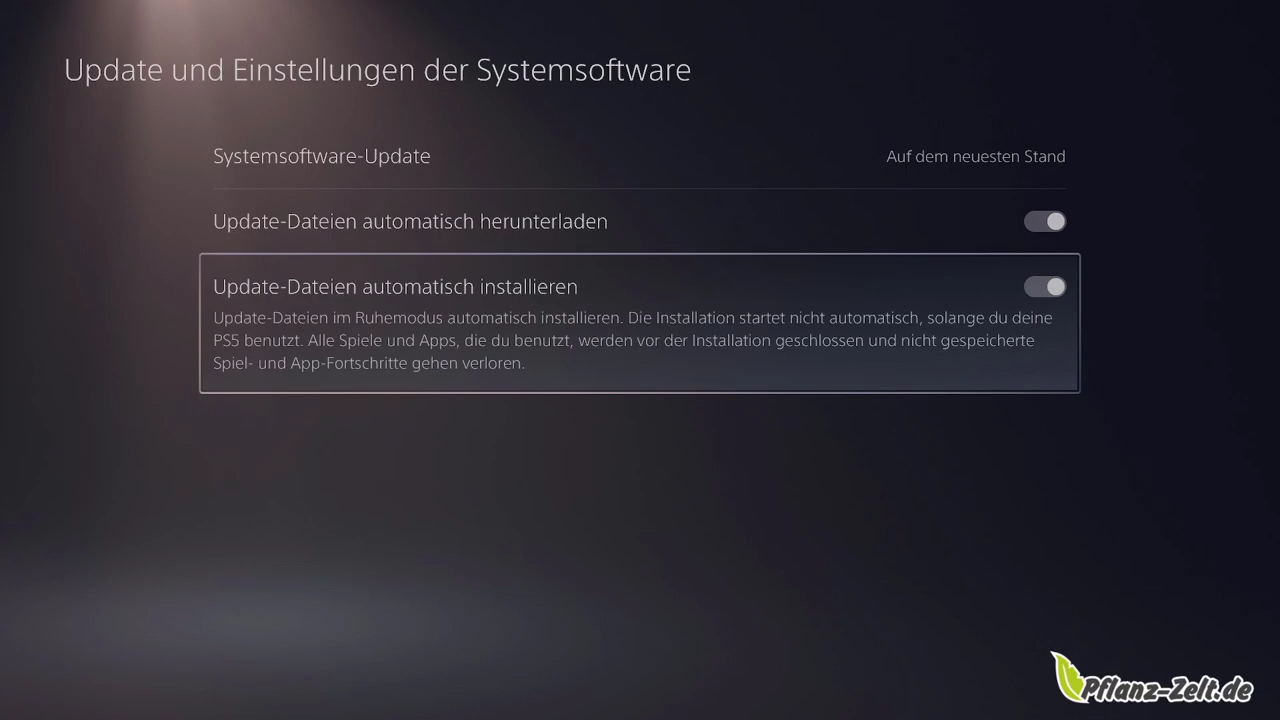 Update und Einstellungen der Systemsoftware
Systemsoftware-Update
Auf dem neuesten Stand
Update-Dateien automatisch herunterladen
Update-Dateien automatisch installieren
Update-Dateien im Ruhemodus automatisch installieren. Die Installation startet nicht automatisch, solange du deine
PS5 benutzt. Alle Spiele und Apps, die du benutzt, werden vor der Installation geschlossen und nicht gespeicherte
Spiel- und App-Fortschritte gehen verloren.
Pflanz-Zelt.de